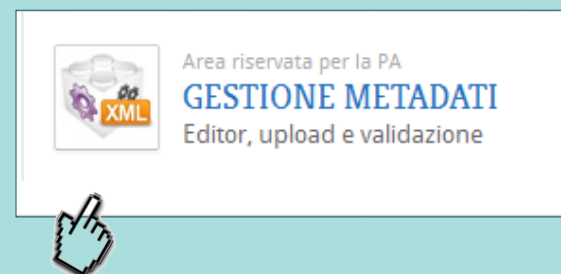 Area riservata per la PA
GESTIONE METADATI
XML
Editor, upload e validazione